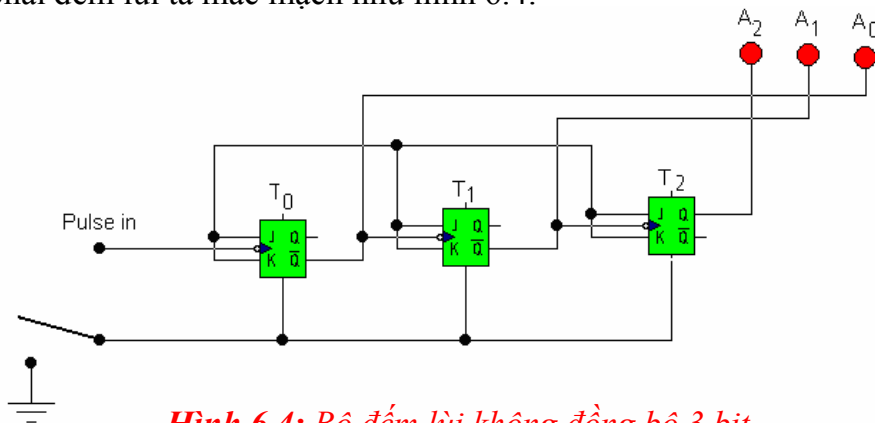 A2 A1 A0
T0 T1 T2
Pulse in
J Q J Q J Q
K Q̅ K Q̅ K Q̅
Hình 6.4: Bộ đếm lùi không đồng bộ 3 bit